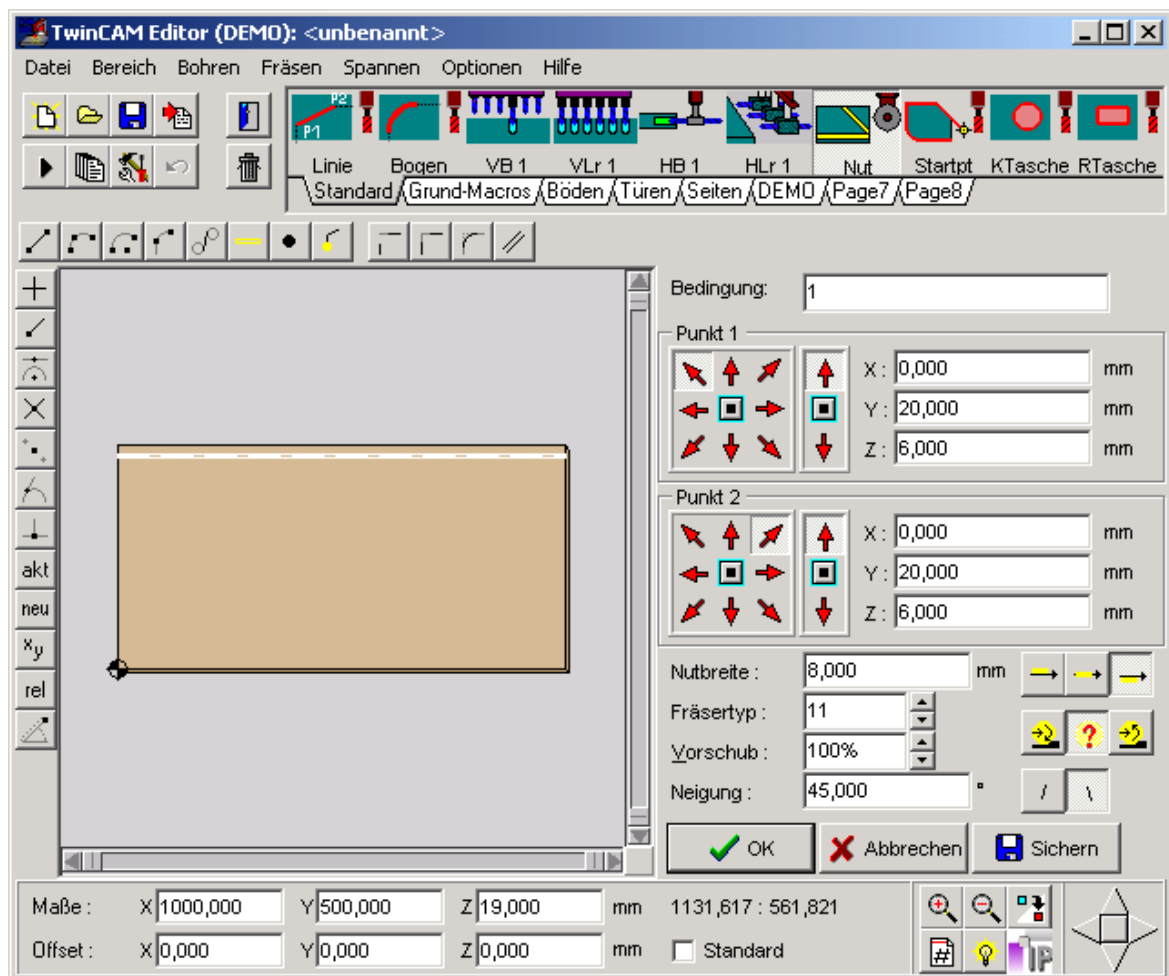 TwinCAM Editor (DEMO): <unbenannt>
Datei Bereich Bohren Fräsen Spannen Optionen Hilfe
P2
P1
Linie Bogen VB 1 VLr 1 HB 1 HLr 1 Nut Startpt KTasche RTasche
Standard Grund-Macros Böden Türen Seiten DEMO Page7 Page8
Bedingung: 1
Punkt 1
X : 0,000 mm
Y : 20,000 mm
Z : 6,000 mm
Punkt 2
X : 0,000 mm
Y : 20,000 mm
Z : 6,000 mm
akt
neu
xy
rel
Nutbreite : 8,000 mm
Fräsertyp : 11
?
Vorschub : 100%
Neigung : 45,000 ° / \
OK Abbrechen Sichern
Maße : X 1000,000 Y 500,000 Z 19,000 mm 1131,617 : 561,821
Offset : X 0,000 Y 0,000 Z 0,000 mm Standard
#
IP